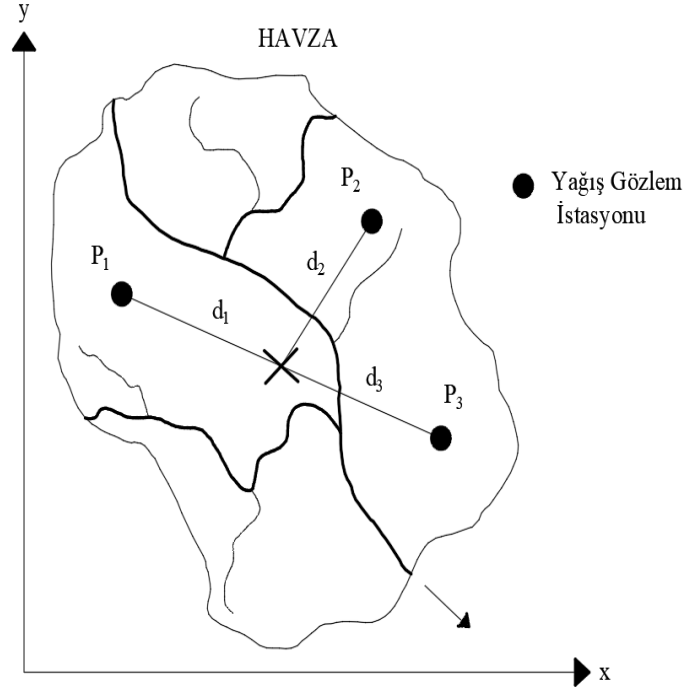 y
HAVZA
P2
Yağış Gözlem
İstasyonu
P1
d2
d1
d3
P3
x